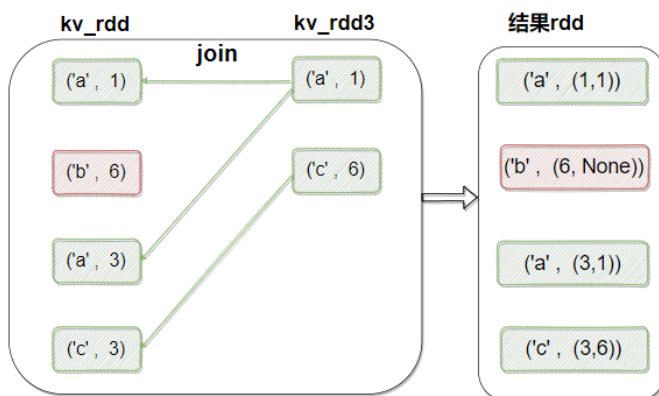 kv_rdd
kv_rdd3
结果rdd
join
('a' , 1)
('a' , 1)
('a' , (1,1))
('b' , 6)
('c' , 6)
('b' , (6, None))
('a' , 3)
('a' , (3,1))
('c' , 3)
('c' , (3,6))